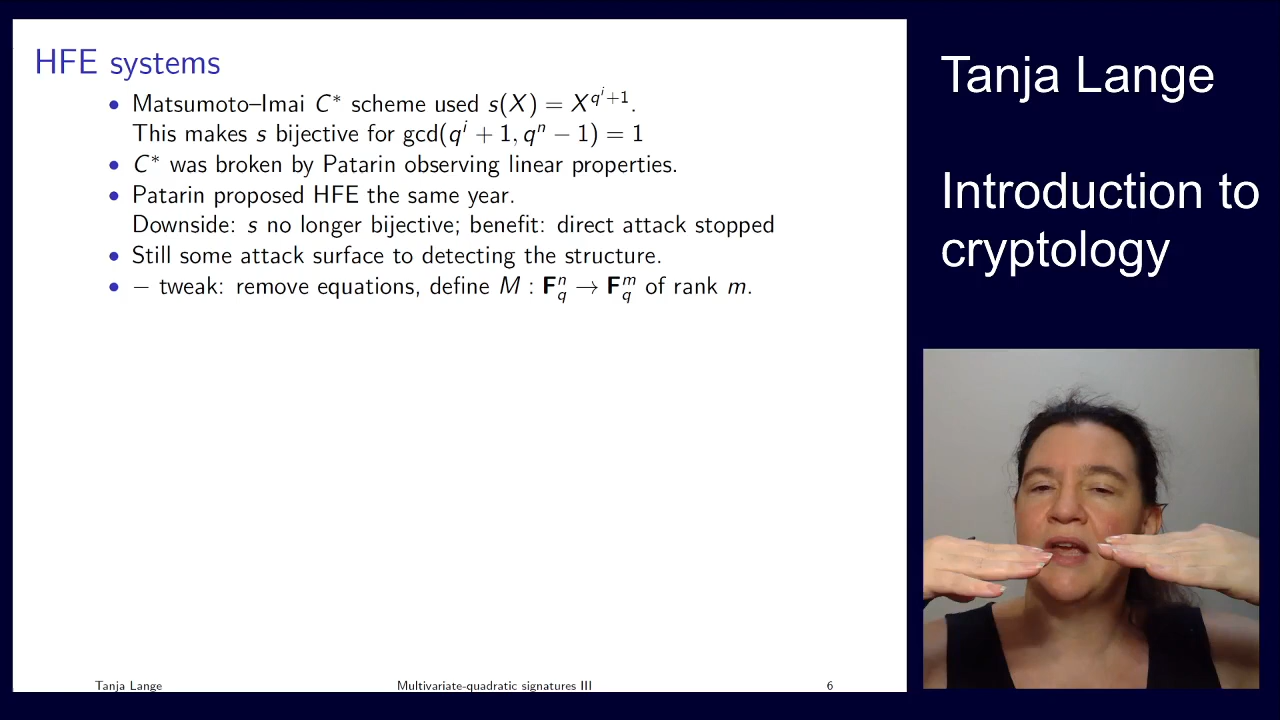 HFE systems
• Matsumoto–Imai C* scheme used s(X) = X^{q^i+1}.
This makes s bijective for gcd(q^i + 1, q^n − 1) = 1
• C* was broken by Patarin observing linear properties.
• Patarin proposed HFE the same year.
Downside: s no longer bijective; benefit: direct attack stopped
• Still some attack surface to detecting the structure.
• − tweak: remove equations, define M : F_q^n → F_q^m of rank m.
Tanja Lange
Multivariate-quadratic signatures III
6
Tanja Lange
Introduction to
cryptology